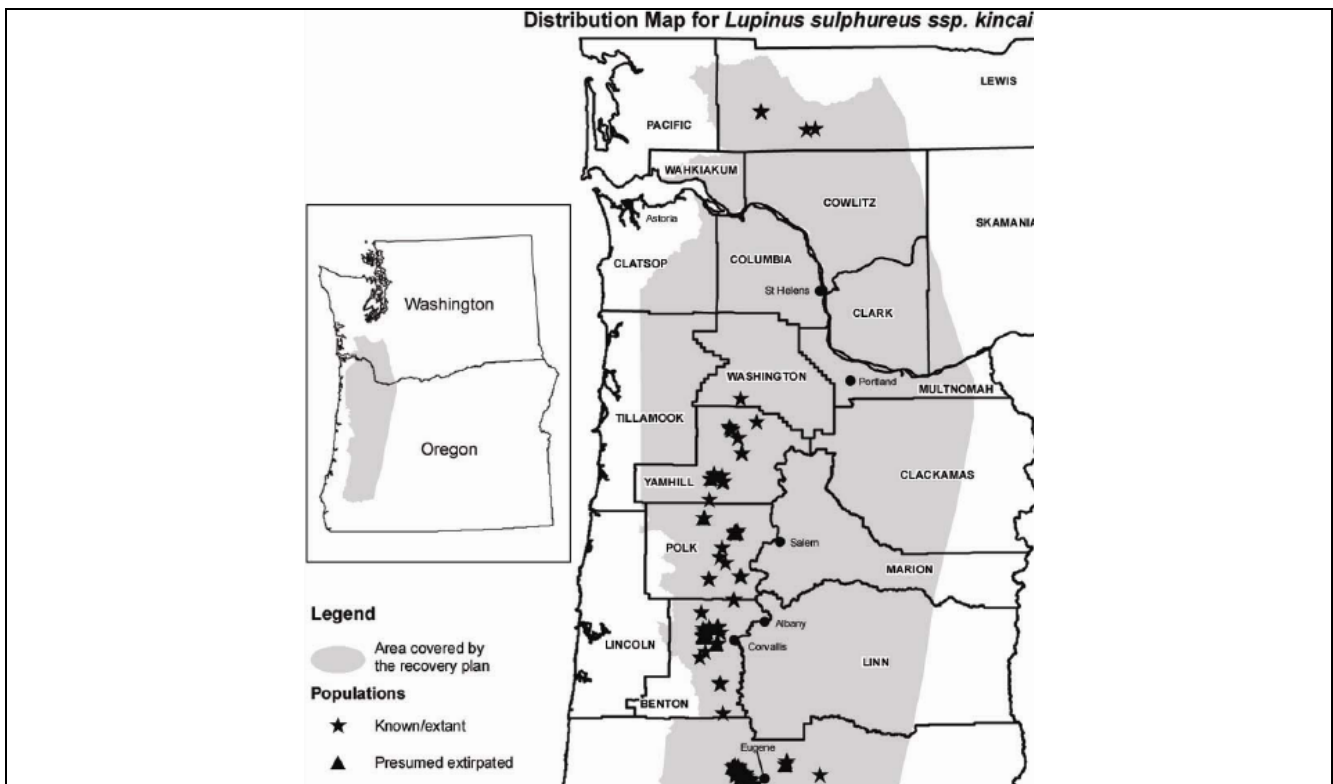 Distribution Map for Lupinus sulphureus ssp. kincai
LEWIS
PACIFIC
WAHKIAKUM
COWLITZ
SKAMANIA
Astoria
CLATSOP
COLUMBIA
St Helens
CLARK
Washington
Oregon
WASHINGTON
Portland
MULTNOMAH
TILLAMOOK
YAMHILL
CLACKAMAS
POLK
Salem
MARION
Legend
Area covered by
the recovery plan
Populations
Known/extant
Presumed extirpated
LINCOLN
Albany
Corvallis
LINN
BENTON
Eugene